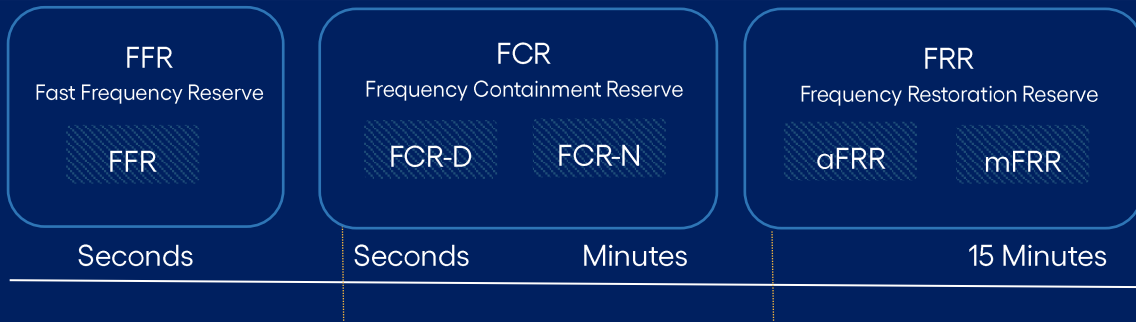 FFR
Fast Frequency Reserve
FFR
Seconds
FCR
Frequency Containment Reserve
FCR-D
FCR-N
Seconds
Minutes
FRR
Frequency Restoration Reserve
aFRR
mFRR
15 Minutes